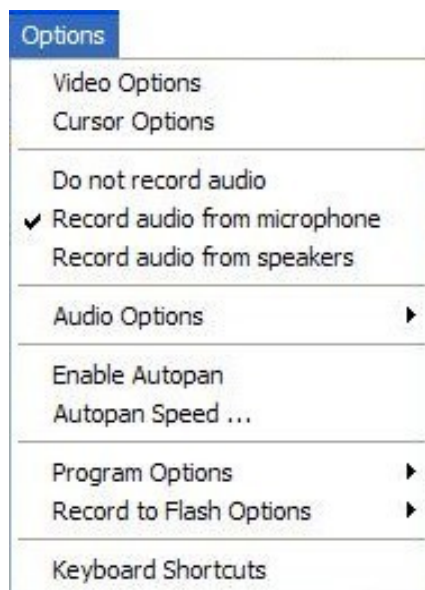 Options
Video Options
Cursor Options
Do not record audio
Record audio from microphone
Record audio from speakers
Audio Options
Enable Autopan
Autopan Speed ...
Program Options
Record to Flash Options
Keyboard Shortcuts